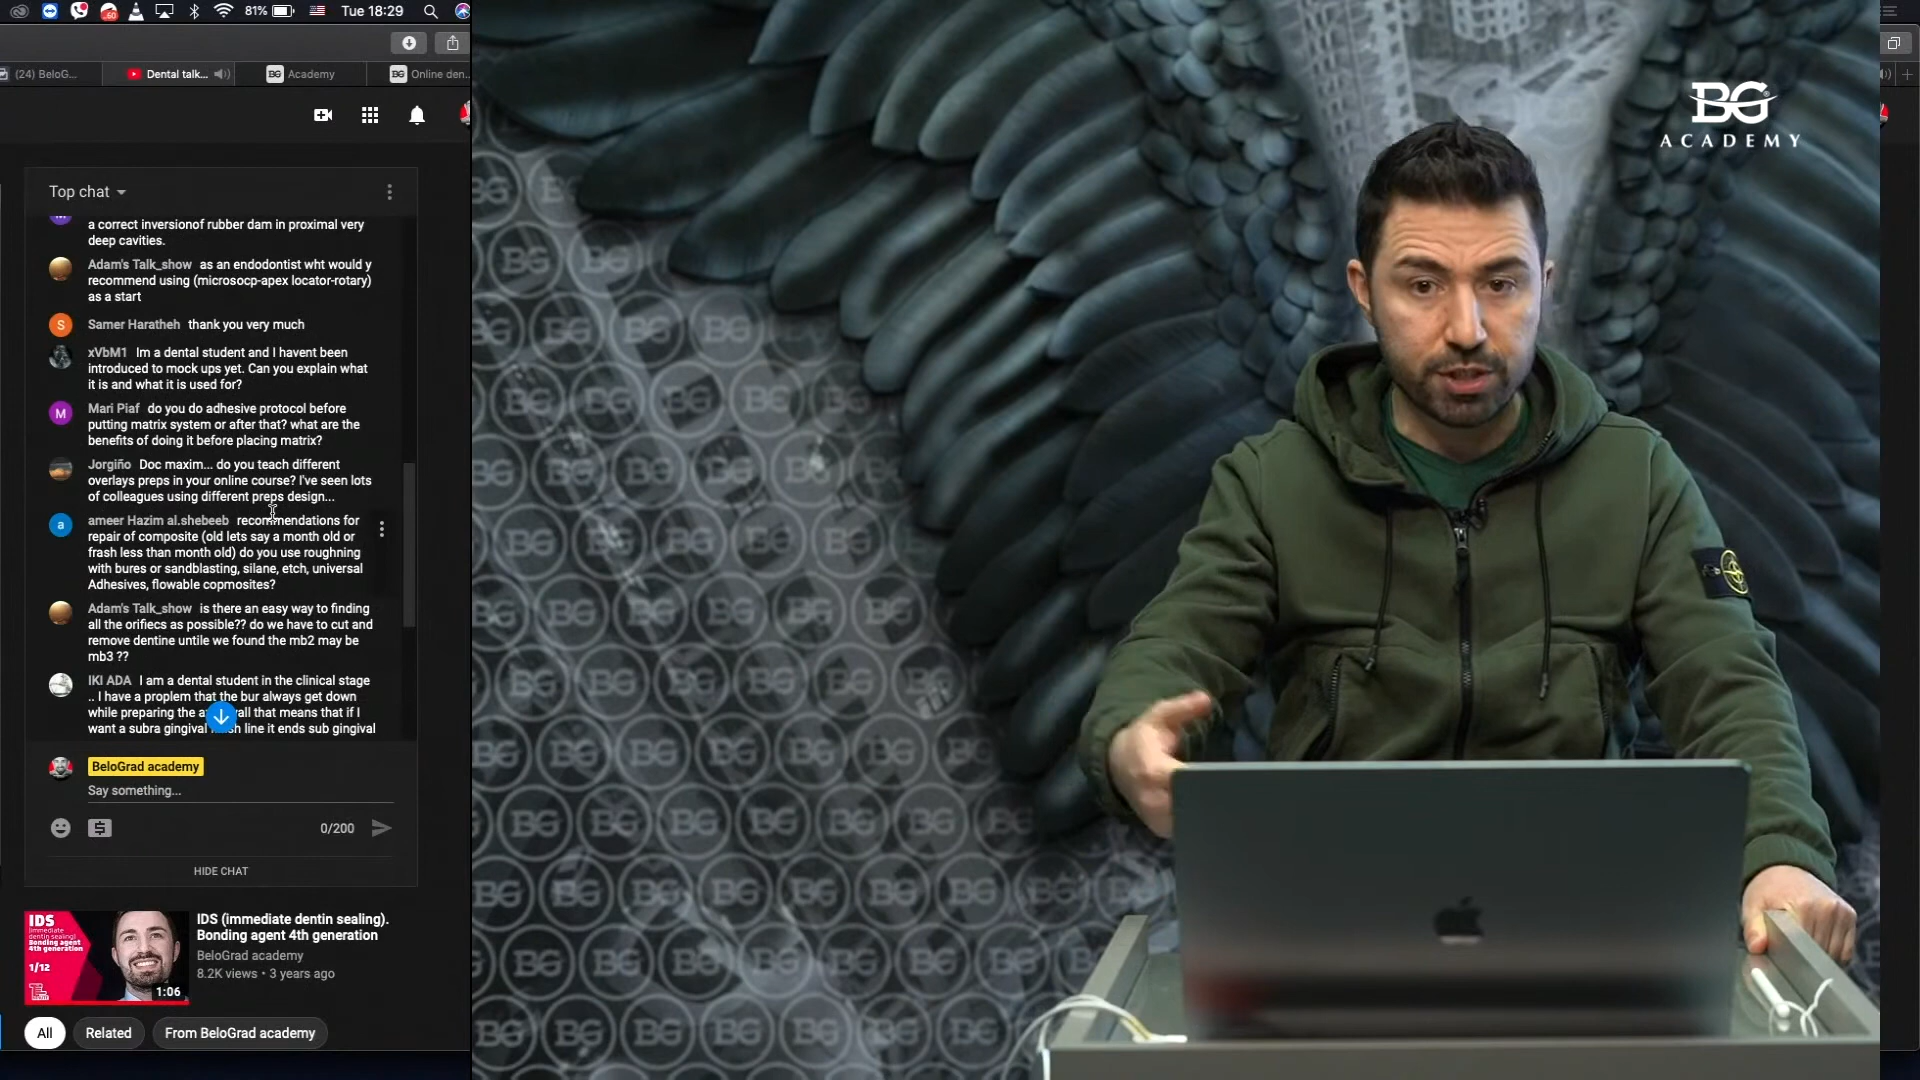 81%
Tue 18:29
(24) BeloG...
Dental talk...
BG Academy
BG Online den...
Top chat
a correct inversionof rubber dam in proximal very
deep cavities.
Adam's Talk_show as an endodontist wht would y
recommend using (microsocp-apex locator-rotary)
as a start
S
Samer Haratheh thank you very much
xVbM1 Im a dental student and I havent been
introduced to mock ups yet. Can you explain what
it is and what it is used for?
M
Mari Piaf do you do adhesive protocol before
putting matrix system or after that? what are the
benefits of doing it before placing matrix?
Jorgiño Doc maxim... do you teach different
overlays preps in your online course? I've seen lots
of colleagues using different preps design...
a
ameer Hazim al.shebeeb recommendations for
repair of composite (old lets say a month old or
frash less than month old) do you use roughning
with bures or sandblasting, silane, etch, universal
Adhesives, flowable copmosites?
Adam's Talk_show is there an easy way to finding
all the orifiecs as possible?? do we have to cut and
remove dentine untile we found the mb2 may be
mb3 ??
IKI ADA I am a dental student in the clinical stage
.. I have a proplem that the bur always get down
while preparing the a all that means that if I
want a subra gingival sh line it ends sub gingival
BeloGrad academy
Say something...
0/200
HIDE CHAT
IDS
(immediate
dentin sealing)
Bonding agent
4th generation
1/12
1:06
IDS (immediate dentin sealing).
Bonding agent 4th generation
BeloGrad academy
8.2K views • 3 years ago
All
Related
From BeloGrad academy
BG
ACADEMY